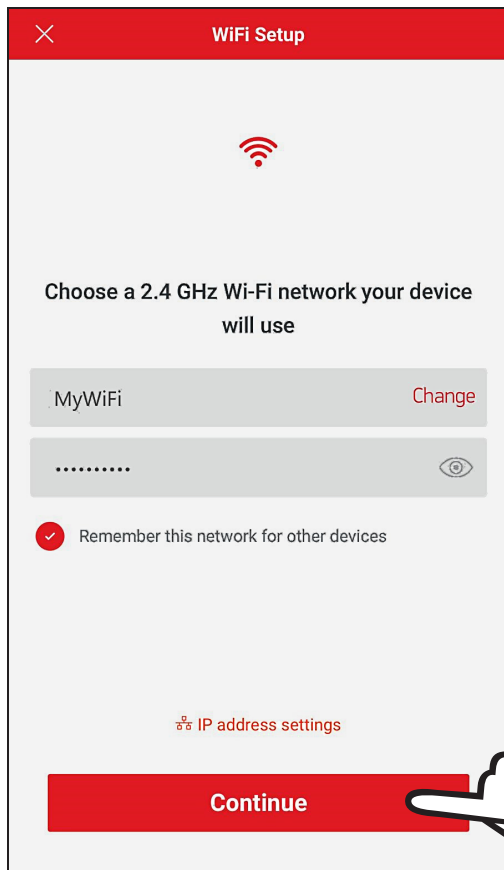 WiFi Setup
Choose a 2.4 GHz Wi-Fi network your device
will use
MyWiFi Change
••••••••••
Remember this network for other devices
IP address settings
Continue